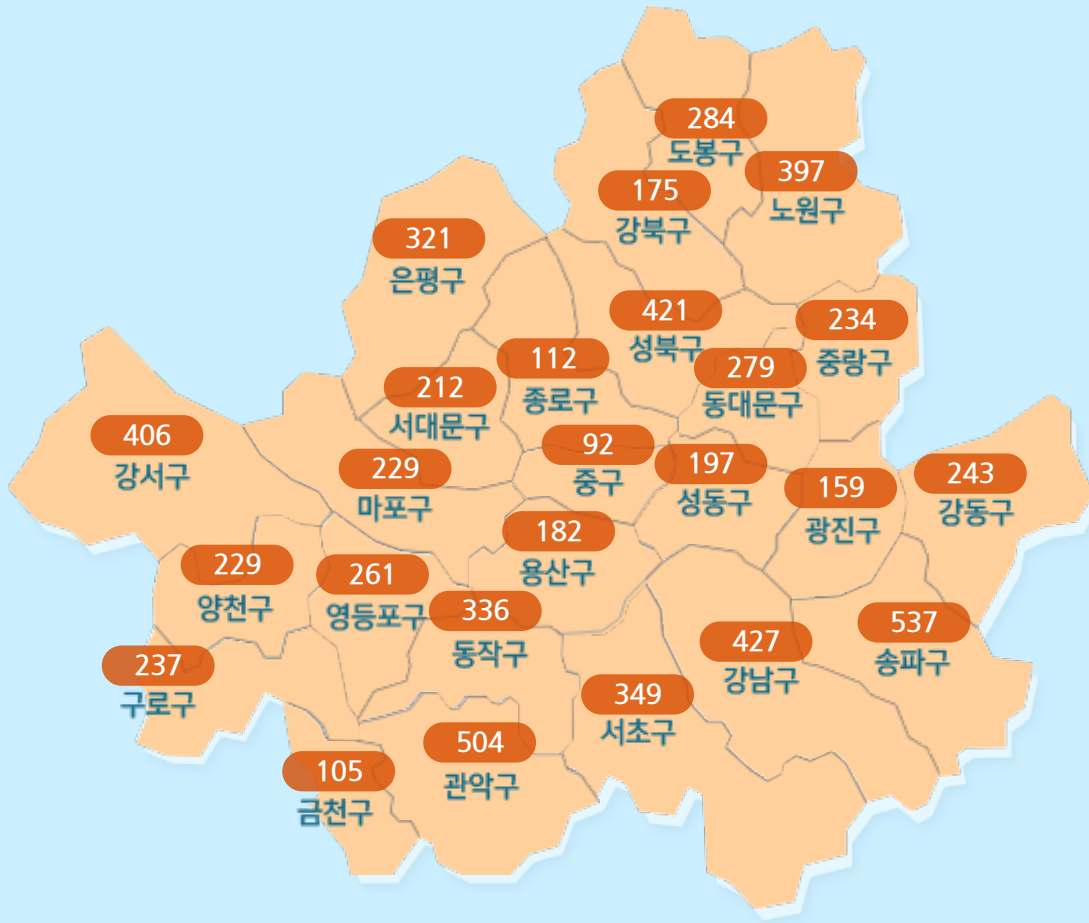 284
도봉구
397
노원구
175
강북구
321
은평구
421
성북구
234
중랑구
112
종로구
279
동대문구
212
서대문구
406
강서구
92
중구
197
성동구
229
마포구
159
광진구
243
강동구
182
용산구
229
양천구
261
영등포구
336
동작구
427
강남구
537
송파구
237
구로구
349
서초구
504
관악구
105
금천구